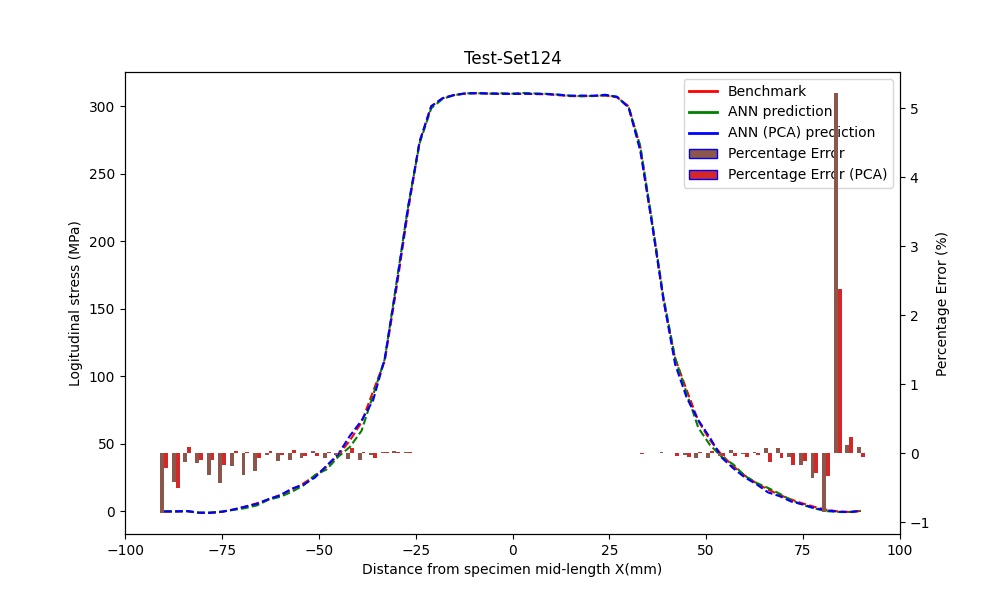 Test-Set124
Benchmark
ANN prediction
ANN (PCA) prediction
Percentage Error
Percentage Error (PCA)
Logitudinal stress (MPa)
300
250
200
150
100
50
0
Percentage Error (%)
5
4
3
2
1
0
−1
−100 −75 −50 −25 0 25 50 75 100
Distance from specimen mid-length X(mm)